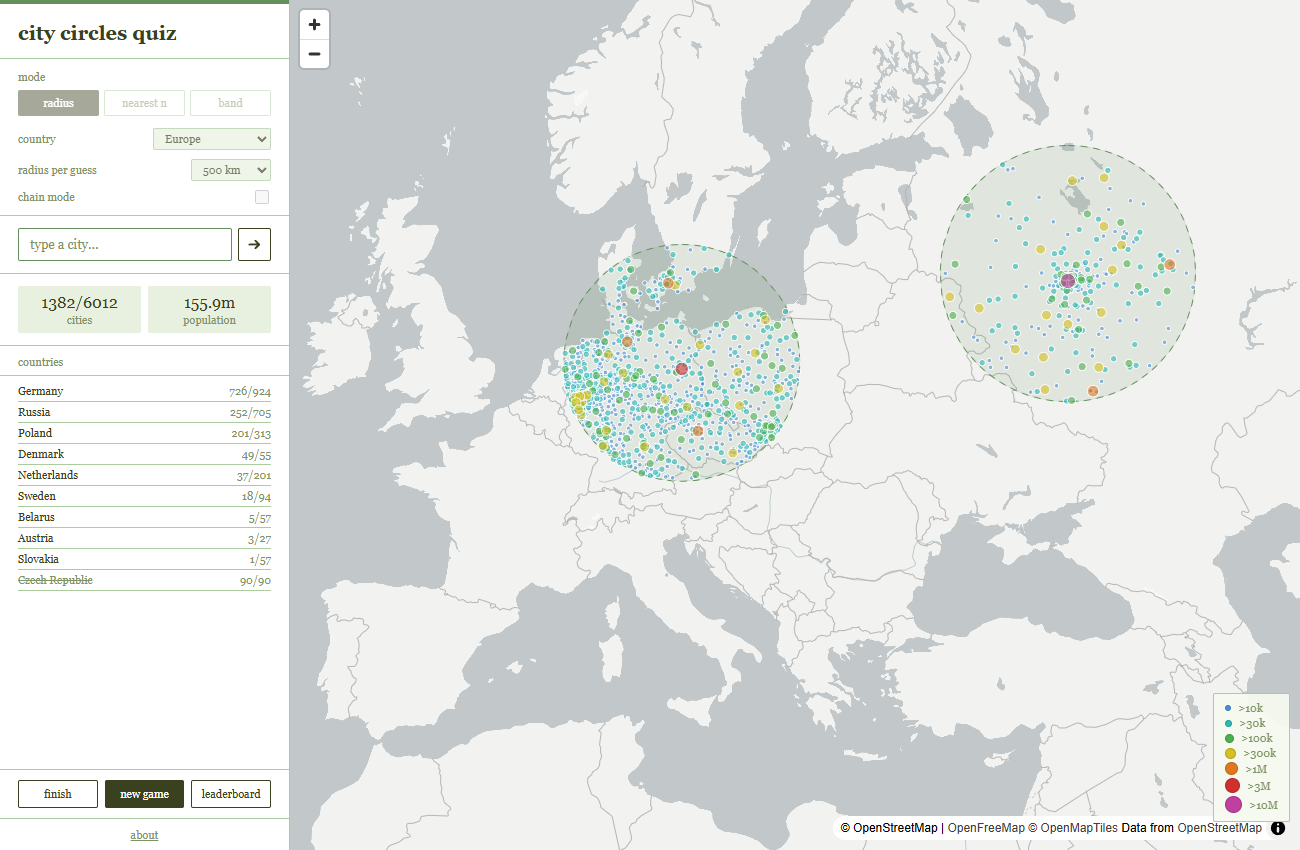 city circles quiz
mode
radius nearest n band
country Europe
radius per guess 500 km
chain mode
type a city...
1382/6012 155.9m
cities population
countries
Germany 726/924
Russia 252/705
Poland 201/313
Denmark 49/55
Netherlands 37/201
Sweden 18/94
Belarus 5/57
Austria 3/27
Slovakia 1/57
Czech Republic 90/90
finish new game leaderboard
about
>10k
>30k
>100k
>300k
>1M
>3M
>10M
© OpenStreetMap | OpenFreeMap © OpenMapTiles Data from OpenStreetMap